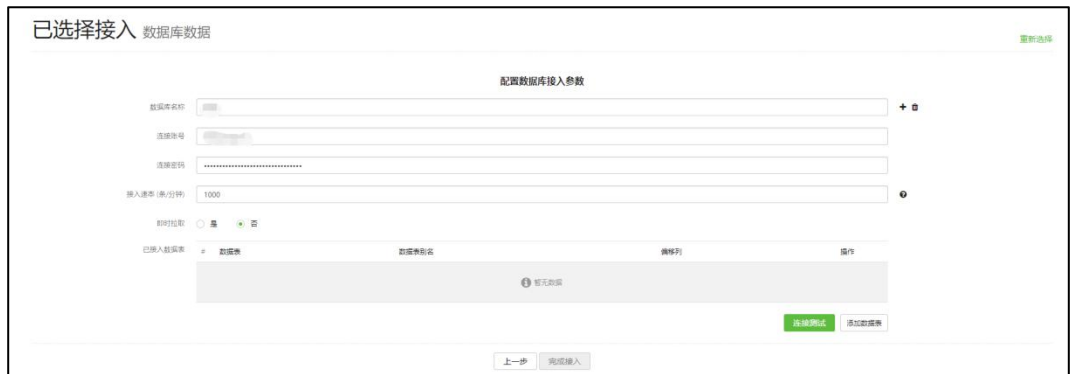 已选择接入 数据库数据
重新选择
配置数据库接入参数
数据库名称
连接账号
连接密码 ••••••••••••••••••••••••••••••••
接入速率 (条/分钟) 1000
即时拉取 是 否
已接入数据表 # 数据表 数据表别名 偏移列 操作
暂无数据
连接测试 添加数据表
上一步 完成接入